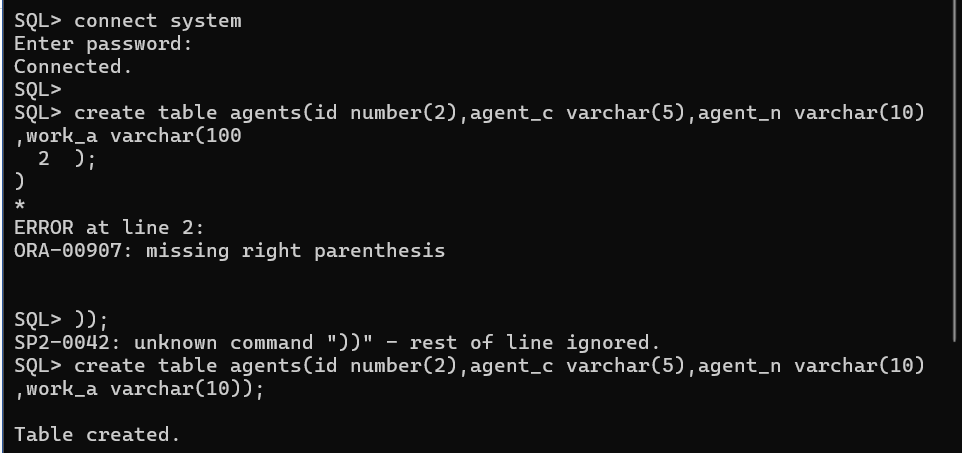 SQL> connect system
Enter password:
Connected.
SQL>
SQL> create table agents(id number(2),agent_c varchar(5),agent_n varchar(10)
,work_a varchar(100
  2  );
)
*
ERROR at line 2:
ORA-00907: missing right parenthesis
SQL> ));
SP2-0042: unknown command "))" - rest of line ignored.
SQL> create table agents(id number(2),agent_c varchar(5),agent_n varchar(10)
,work_a varchar(10));
Table created.